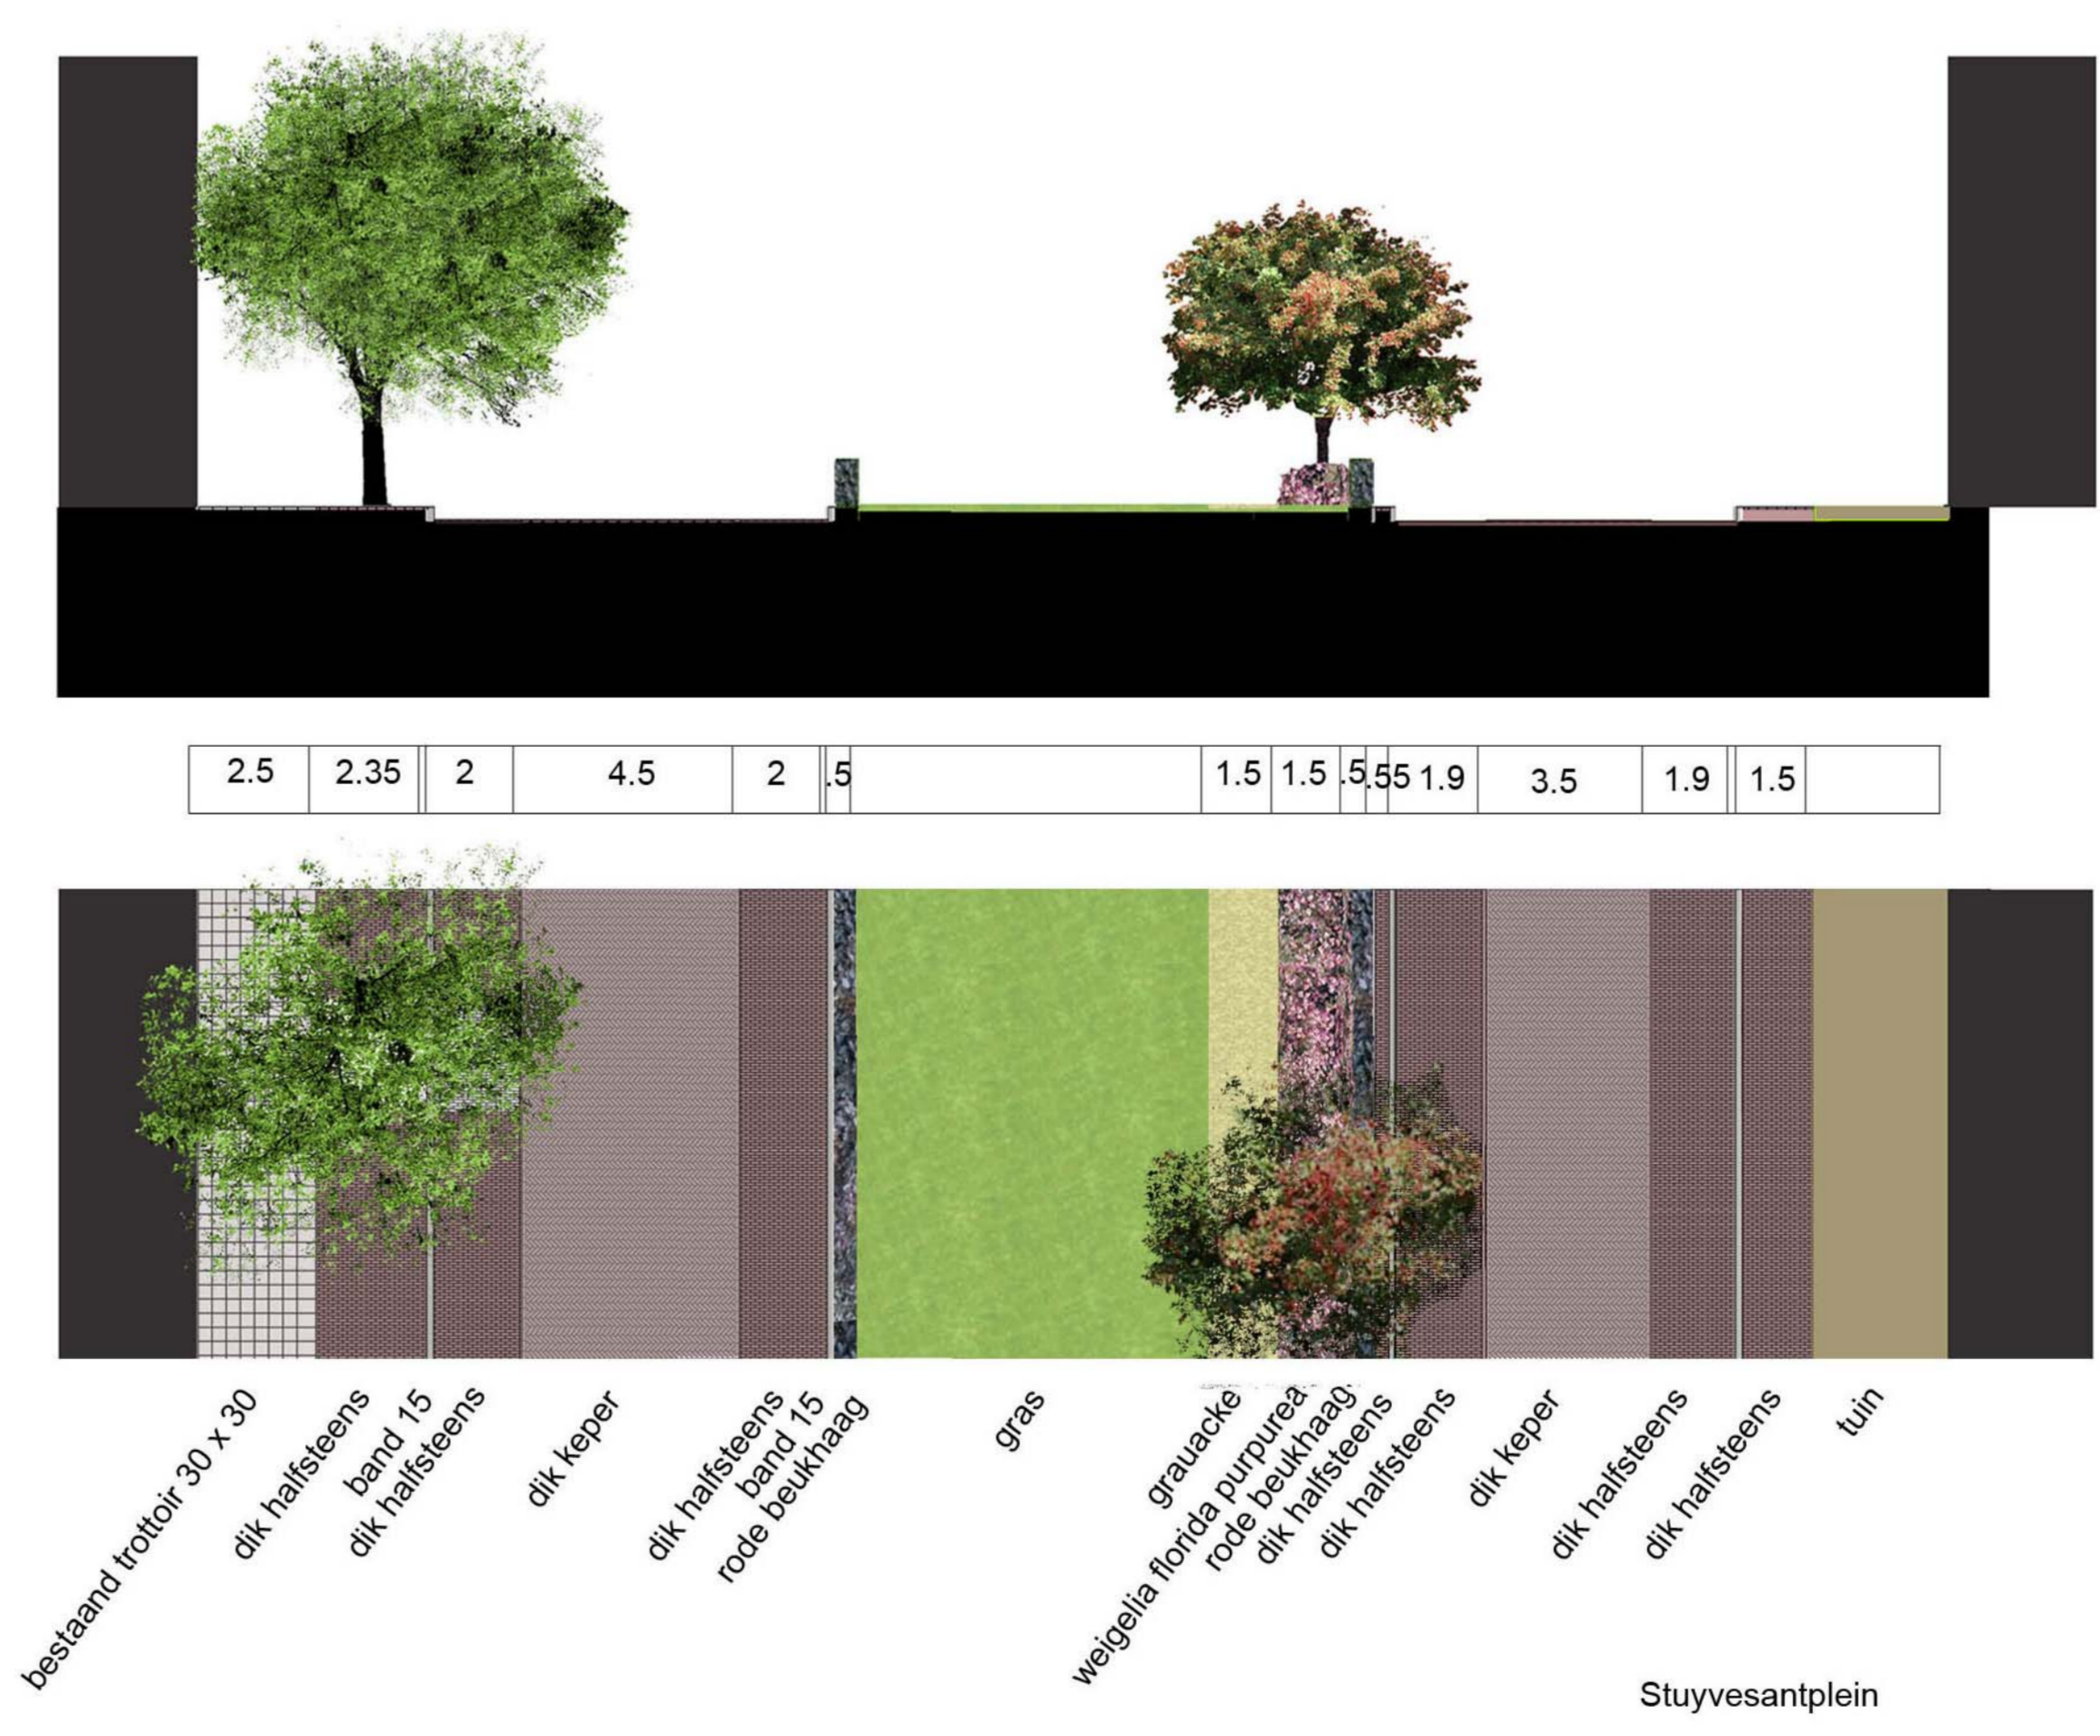 2.5 2.35 2 4.5 2 .5 1.5 1.5 .5 .55 1.9 3.5 1.9 1.5
bestaand trottoir 30 x 30
dik halfsteens
band 15
dik halfsteens
dik keper
dik halfsteens
band 15
rode beukhaag
gras
grauacke
weigelia florida purpurea
rode beukhaag
dik halfsteens
dik halfsteens
dik keper
dik halfsteens
dik halfsteens
tuin
Stuyvesantplein